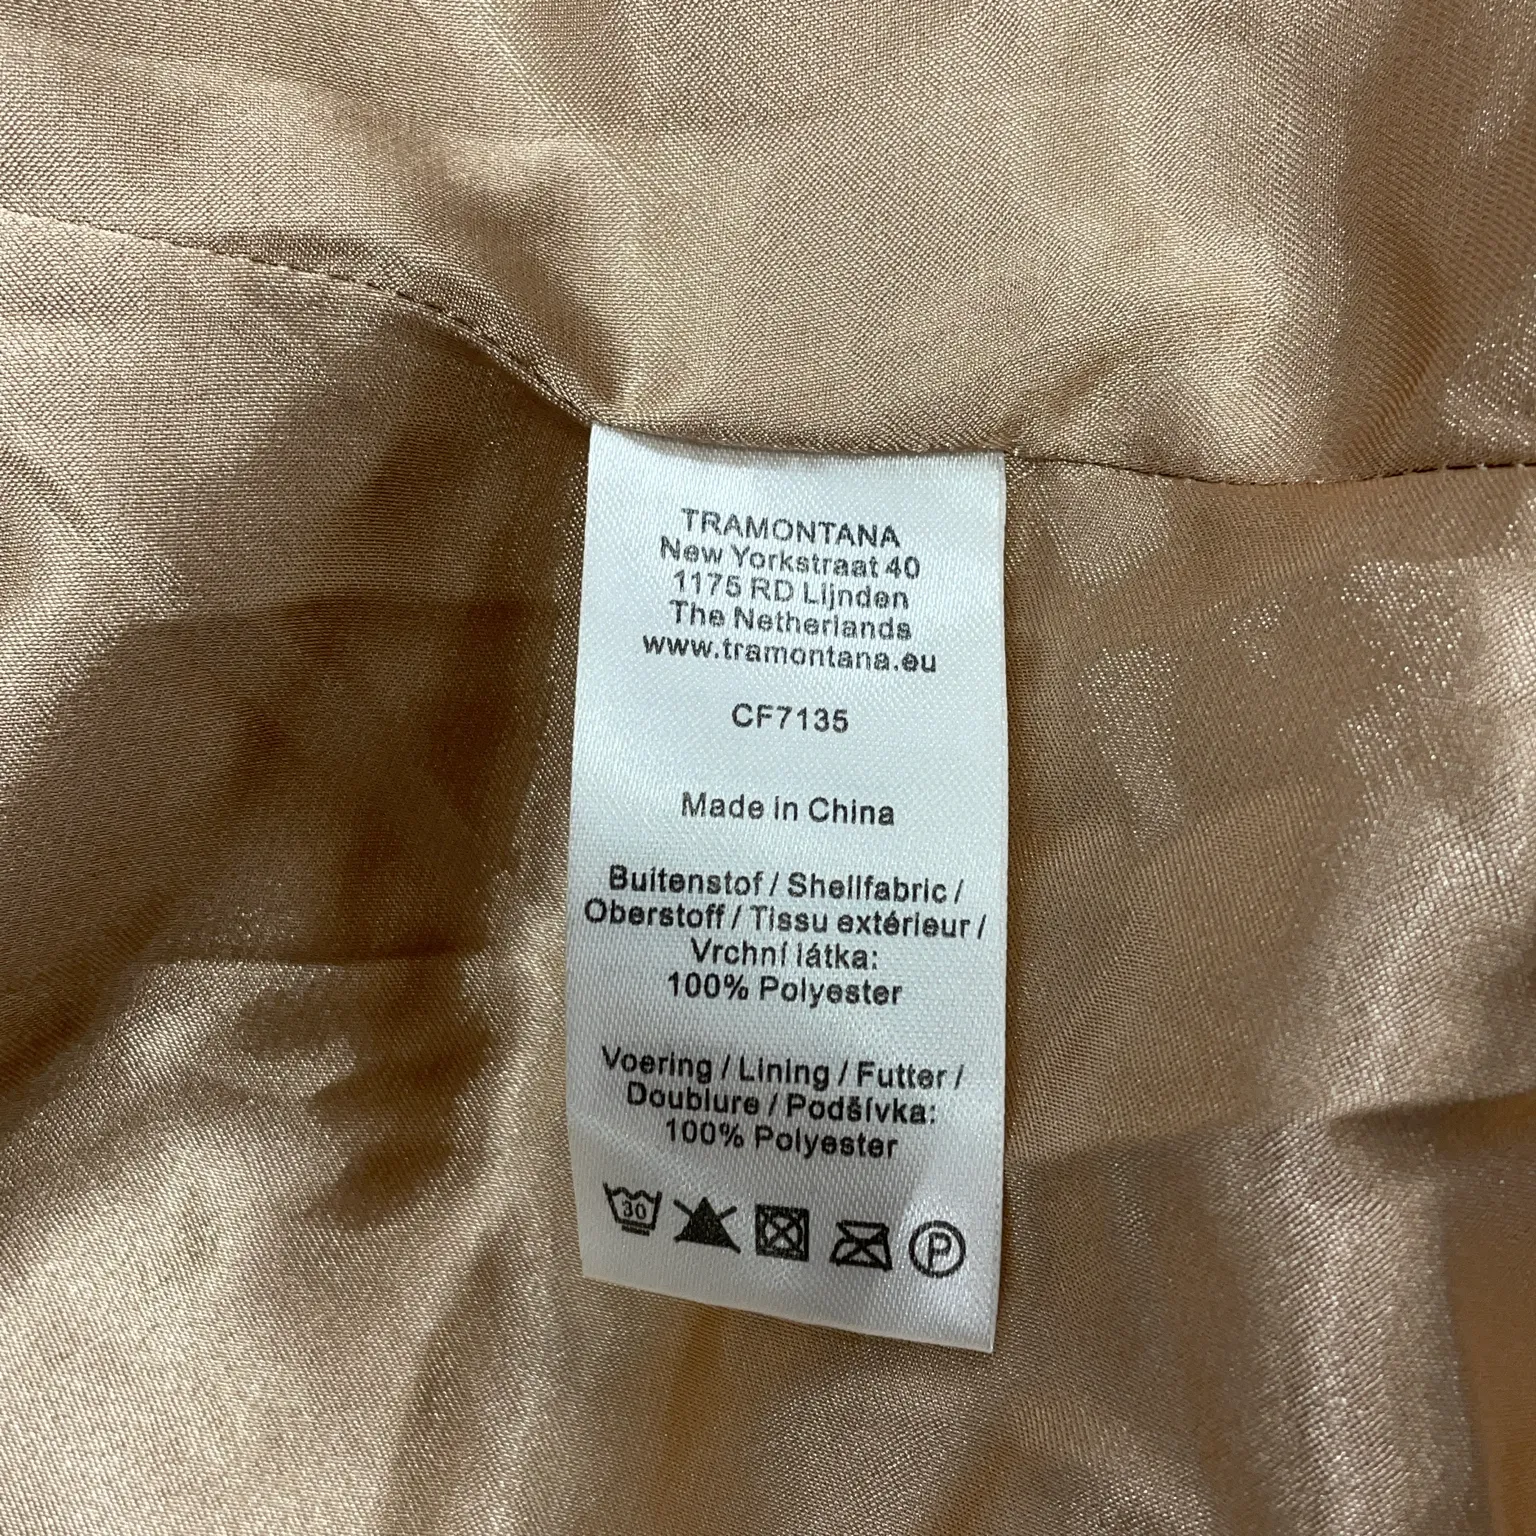 TRAMONTANA
New Yorkstraat 40
1175 RD Lijnden
The Netherlands
www.tramontana.eu
CF7135
Made in China
Buitenstof / Shellfabric /
Oberstoff / Tissu extérieur /
Vrchní látka:
100% Polyester
Voering / Lining / Futter /
Doublure / Podšívka:
100% Polyester
30
P